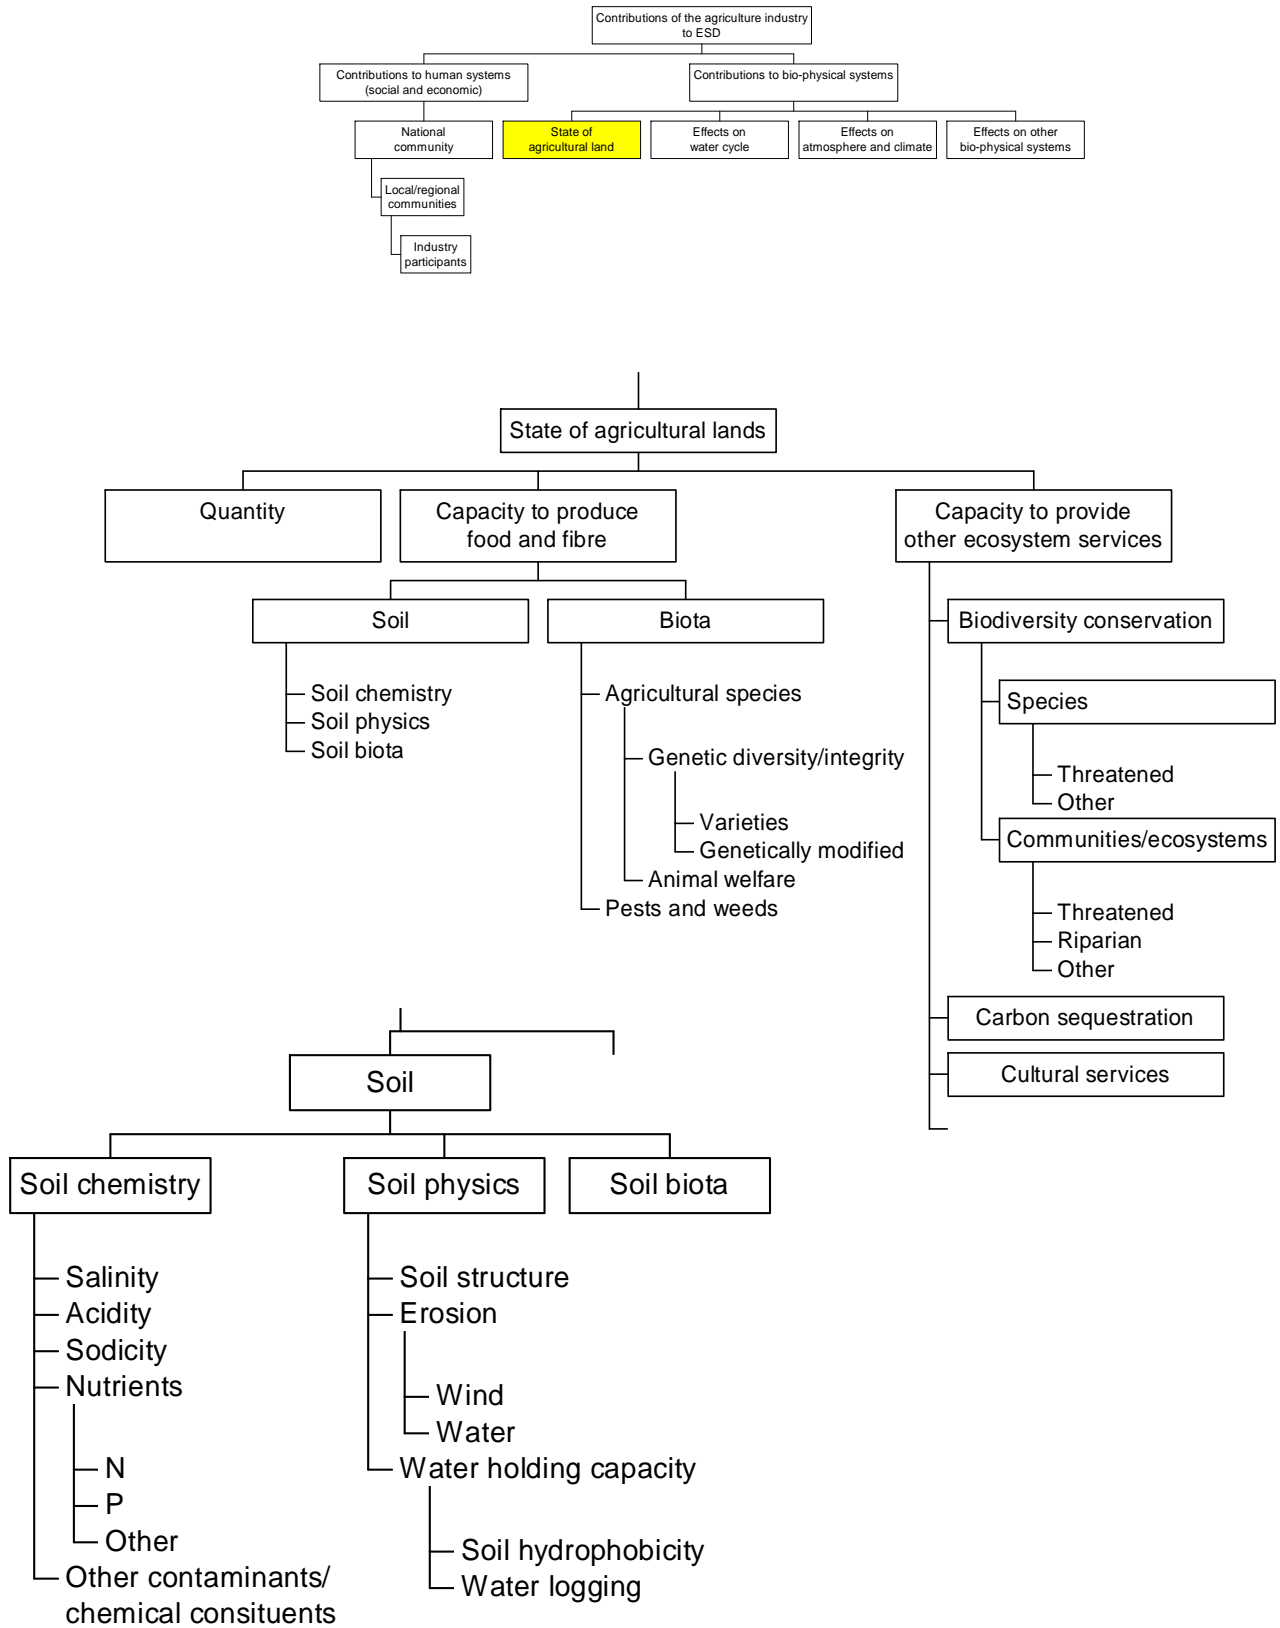 Contributions of the agriculture industry
to ESD
Contributions to human systems
(social and economic)
Contributions to bio-physical systems
National
community
State of
agricultural land
Effects on
water cycle
Effects on
atmosphere and climate
Effects on other
bio-physical systems
Local/regional
communities
Industry
participants
State of agricultural lands
Quantity
Capacity to produce
food and fibre
Capacity to provide
other ecosystem services
Soil
Soil chemistry
Soil physics
Soil biota
Biota
Agricultural species
Genetic diversity/integrity
Varieties
Genetically modified
Animal welfare
Pests and weeds
Biodiversity conservation
Species
Threatened
Other
Communities/ecosystems
Threatened
Riparian
Other
Carbon sequestration
Cultural services
Soil
Soil chemistry
Salinity
Acidity
Sodicity
Nutrients
N
P
Other
Other contaminants/
chemical consituents
Soil physics
Soil structure
Erosion
Wind
Water
Water holding capacity
Soil hydrophobicity
Water logging
Soil biota